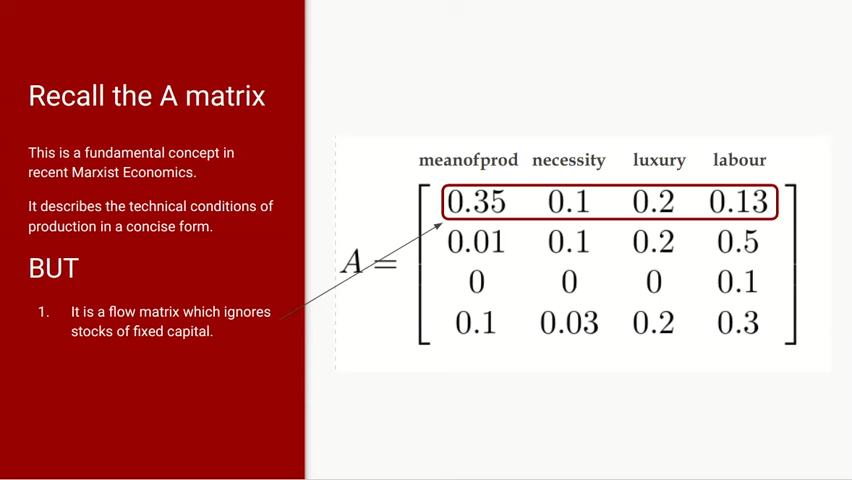 Recall the A matrix
This is a fundamental concept in
recent Marxist Economics.
It describes the technical conditions of
production in a concise form.
BUT
1. It is a flow matrix which ignores
stocks of fixed capital.
meanofprod necessity luxury labour
0.35 0.1 0.2 0.13
0.01 0.1 0.2 0.5
A =
0 0 0 0.1
0.1 0.03 0.2 0.3